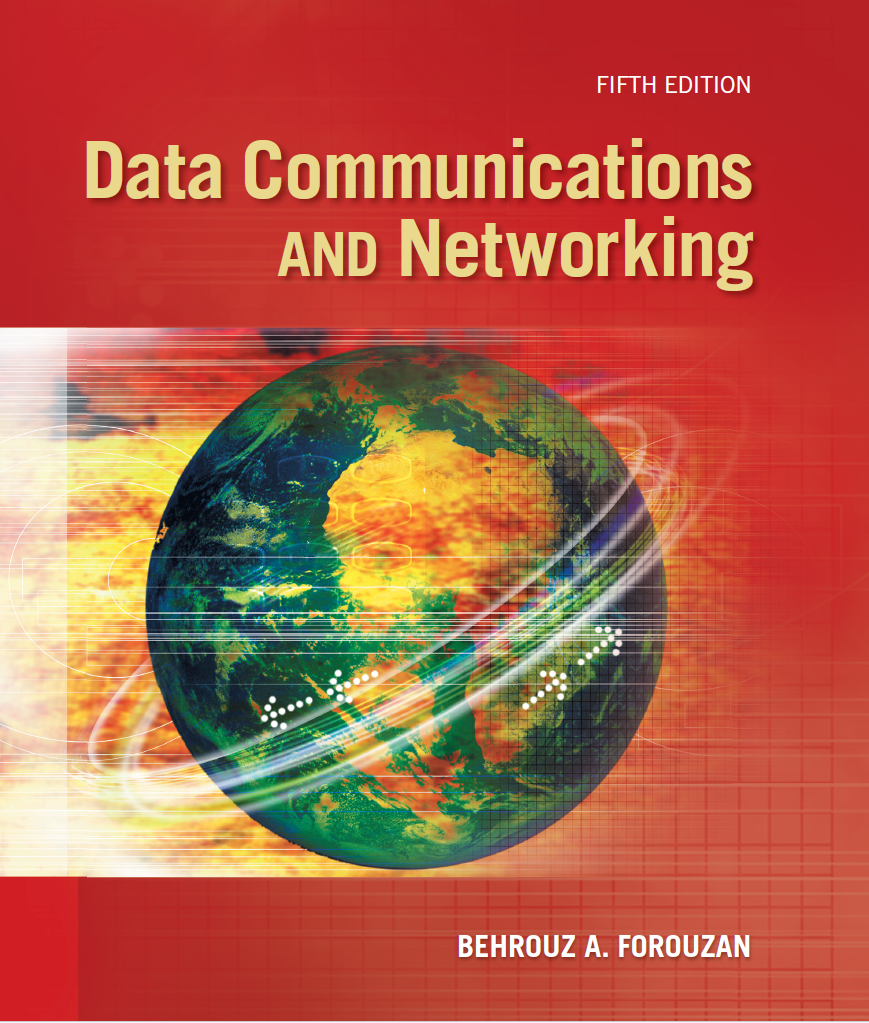 FIFTH EDITION
Data Communications
AND Networking
BEHROUZ A. FOROUZAN